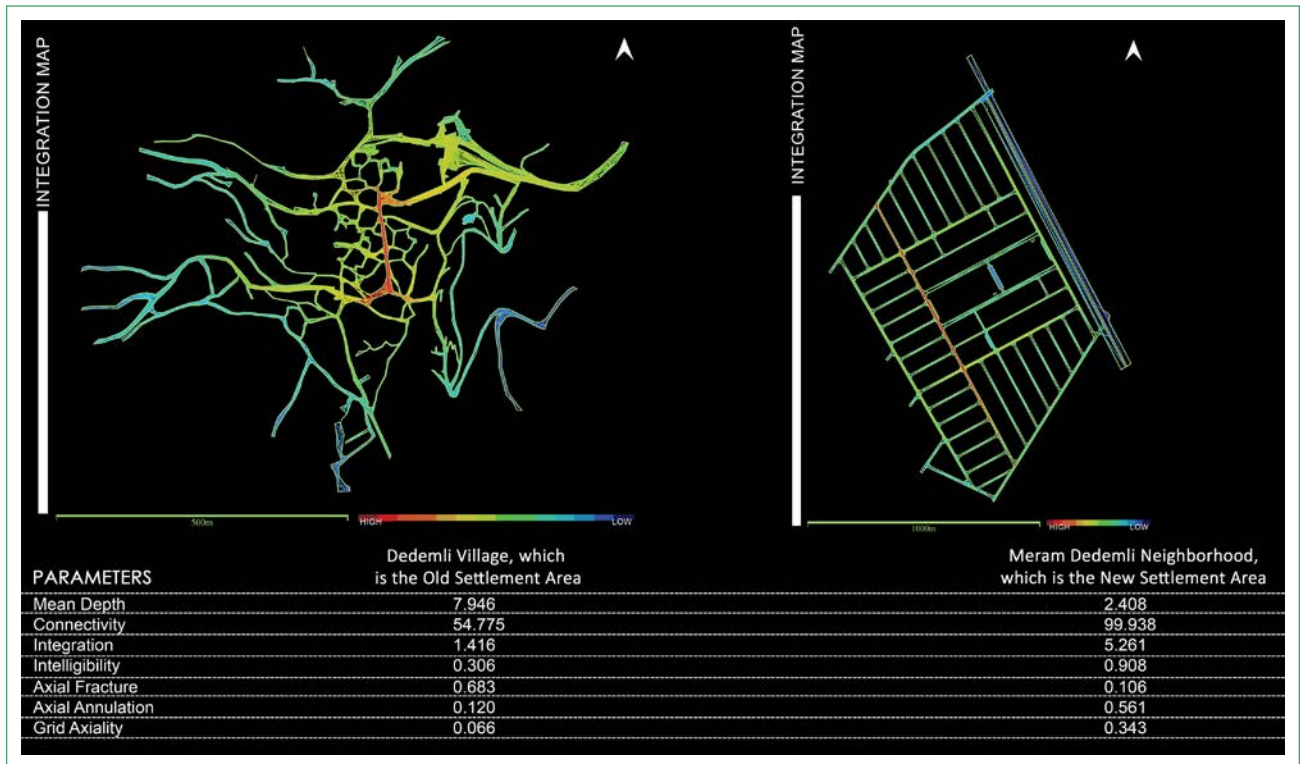 INTEGRATION MAP
500m
HIGH
LOW
INTEGRATION MAP
1000m
HIGH
LOW
PARAMETERS
Dedemli Village, which
is the Old Settlement Area
Meram Dedemli Neighborhood,
which is the New Settlement Area
Mean Depth 7.946 2.408
Connectivity 54.775 99.938
Integration 1.416 5.261
Intelligibility 0.306 0.908
Axial Fracture 0.683 0.106
Axial Annulation 0.120 0.561
Grid Axiality 0.066 0.343